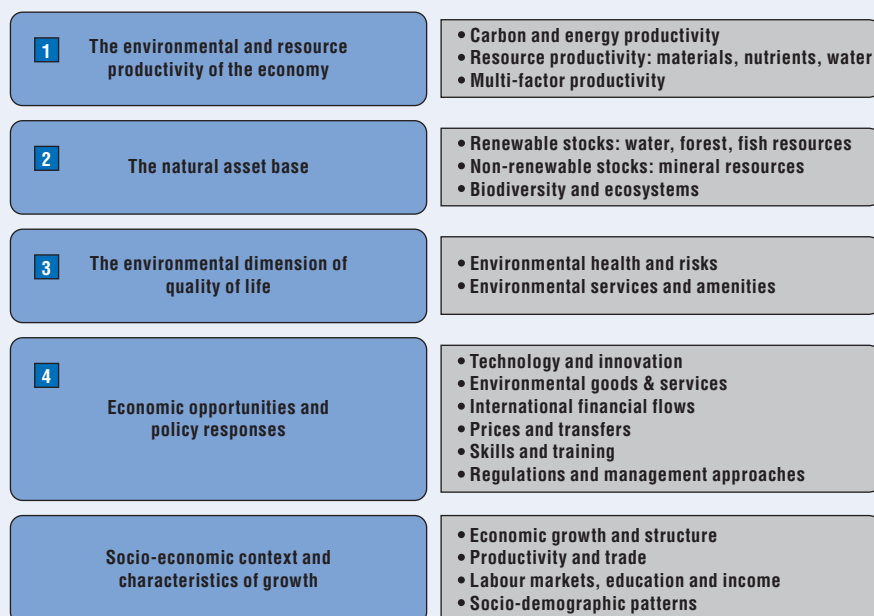 1
The environmental and resource
productivity of the economy
• Carbon and energy productivity
• Resource productivity: materials, nutrients, water
• Multi-factor productivity
2
The natural asset base
• Renewable stocks: water, forest, fish resources
• Non-renewable stocks: mineral resources
• Biodiversity and ecosystems
3
The environmental dimension of
quality of life
• Environmental health and risks
• Environmental services and amenities
4
Economic opportunities and
policy responses
• Technology and innovation
• Environmental goods & services
• International financial flows
• Prices and transfers
• Skills and training
• Regulations and management approaches
Socio-economic context and
characteristics of growth
• Economic growth and structure
• Productivity and trade
• Labour markets, education and income
• Socio-demographic patterns